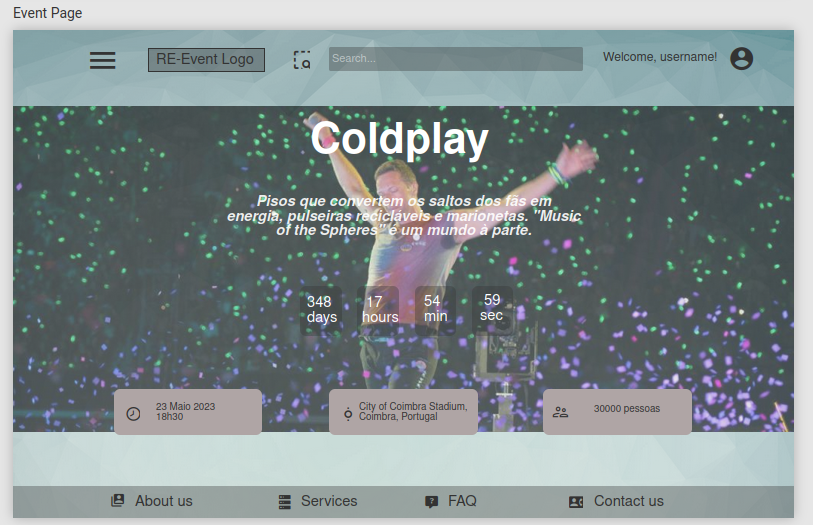 Event Page
RE-Event Logo
Search...
Welcome, username!
Coldplay
Pisos que convertem os saltos dos fãs em
energia, pulseiras recicláveis e marionetas. "Music
of the Spheres" é um mundo à parte.
348
days
17
hours
54
min
59
sec
23 Maio 2023
18h30
City of Coimbra Stadium,
Coimbra, Portugal
30000 pessoas
About us
Services
FAQ
Contact us